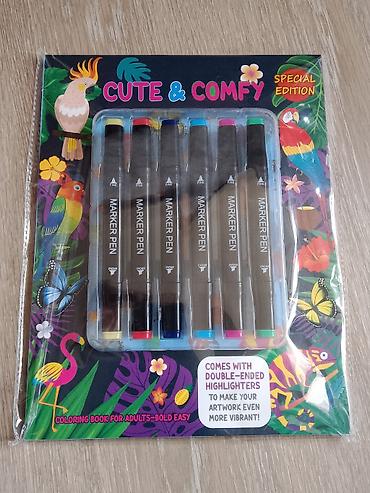 CUTE & COMFY
SPECIAL
EDITION
MARKER PEN
MARKER PEN
MARKER PEN
MARKER PEN
MARKER PEN
MARKER PEN
COMES WITH
DOUBLE-ENDED
HIGHLIGHTERS
TO MAKE YOUR
ARTWORK EVEN
MORE VIBRANT!
COLORING BOOK FOR ADULTS-BOLD EASY